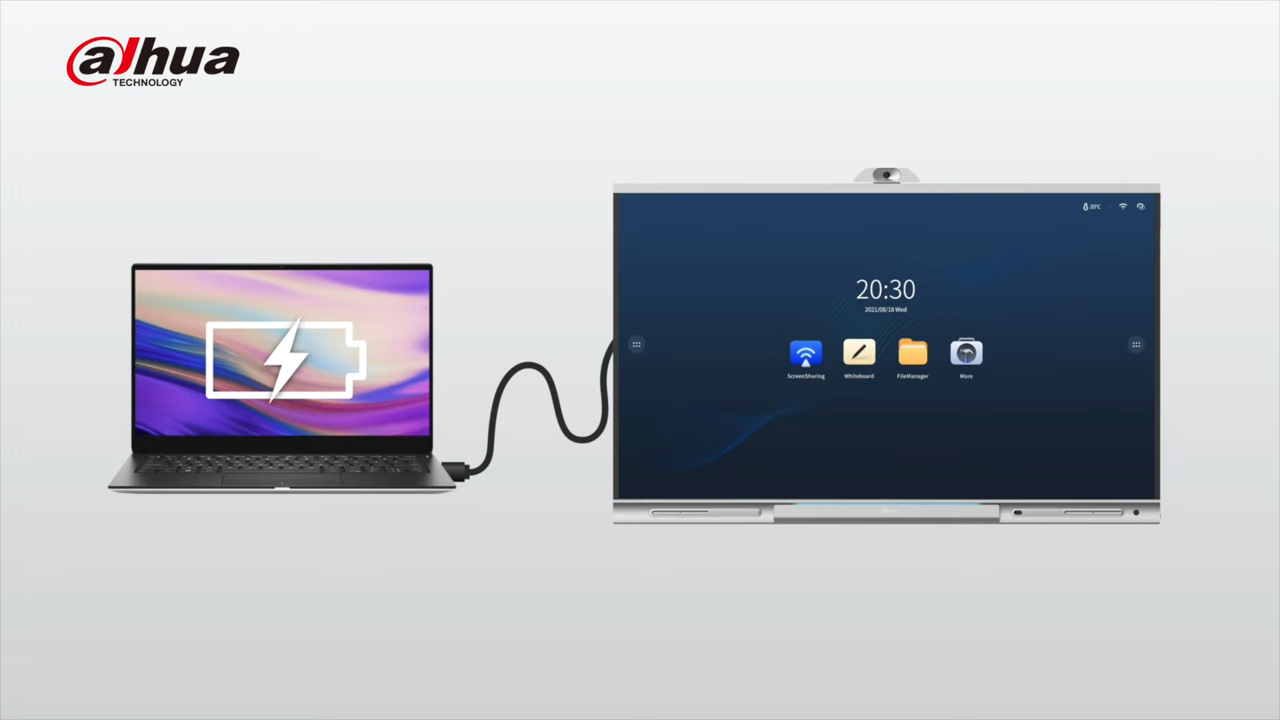 alhua
TECHNOLOGY
20°C
20:30
2021/08/18 Wed
ScreenSharing
Whiteboard
FileManager
More